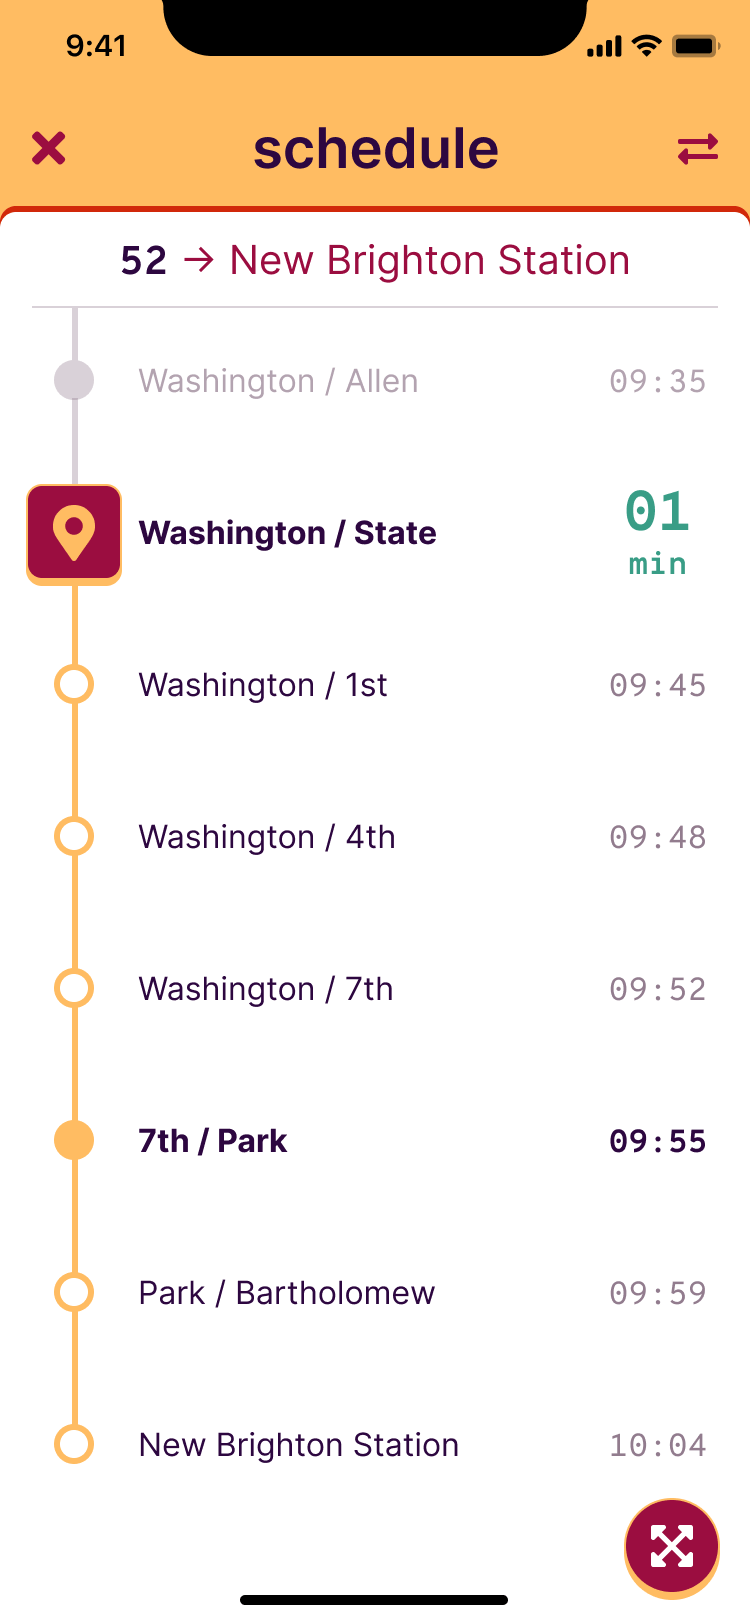 9:41
schedule
52 → New Brighton Station
Washington / Allen 09:35
Washington / State 01 min
Washington / 1st 09:45
Washington / 4th 09:48
Washington / 7th 09:52
7th / Park 09:55
Park / Bartholomew 09:59
New Brighton Station 10:04